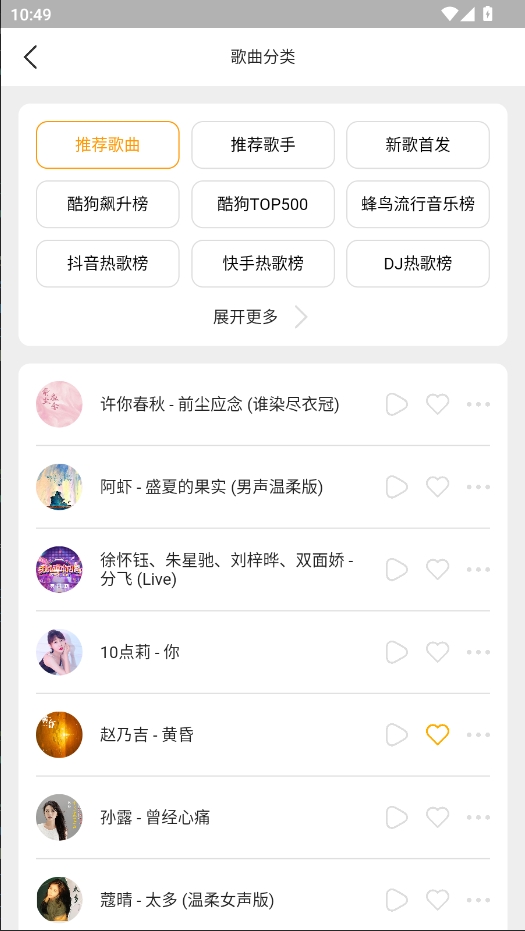 10:49
歌曲分类
推荐歌曲
推荐歌手
新歌首发
酷狗飙升榜
酷狗TOP500
蜂鸟流行音乐榜
抖音热歌榜
快手热歌榜
DJ热歌榜
展开更多
许你春秋 - 前尘应念 (谁染尽衣冠)
阿虾 - 盛夏的果实 (男声温柔版)
徐怀钰、朱星驰、刘梓晔、双面娇 -
分飞 (Live)
10点莉 - 你
赵乃吉 - 黄昏
孙露 - 曾经心痛
蔻晴 - 太多 (温柔女声版)